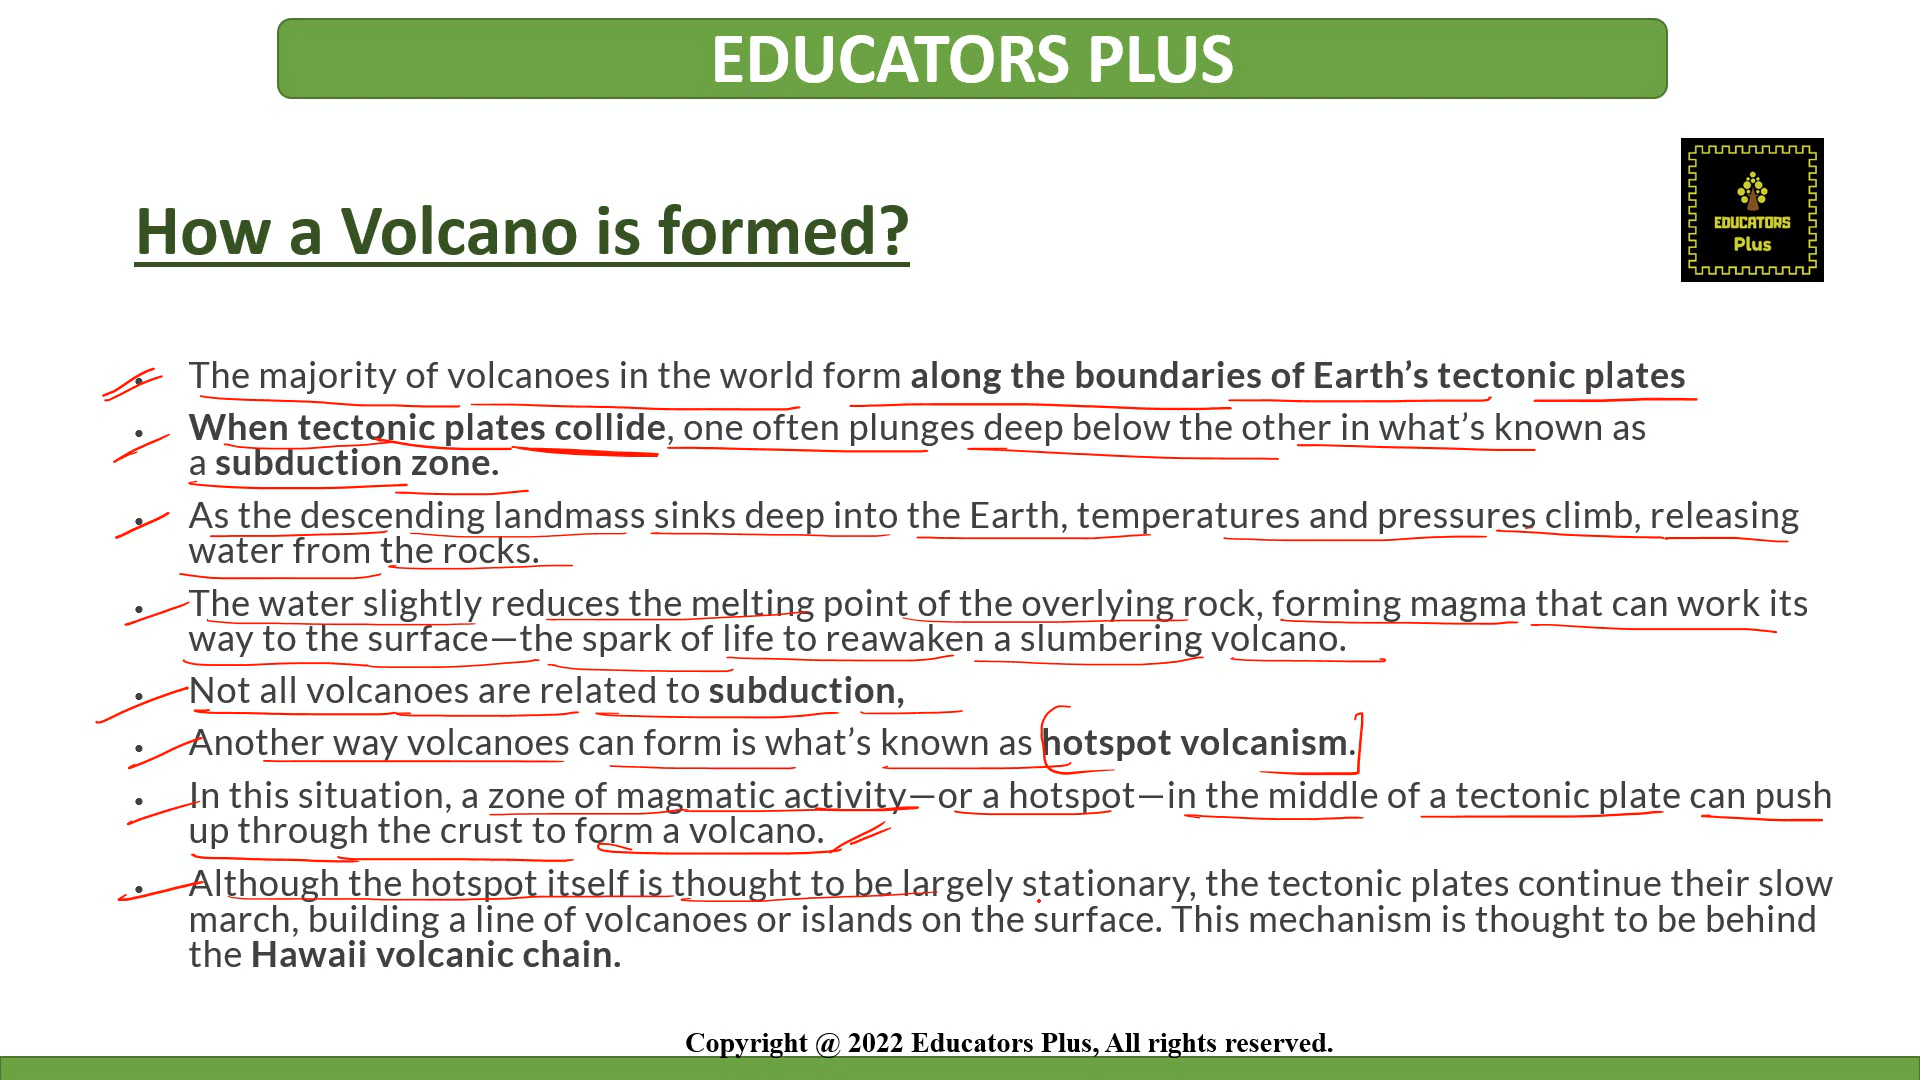 EDUCATORS PLUS
EDUCATORS
Plus
How a Volcano is formed?
• The majority of volcanoes in the world form along the boundaries of Earth’s tectonic plates
• When tectonic plates collide, one often plunges deep below the other in what’s known as
a subduction zone.
• As the descending landmass sinks deep into the Earth, temperatures and pressures climb, releasing
water from the rocks.
• The water slightly reduces the melting point of the overlying rock, forming magma that can work its
way to the surface—the spark of life to reawaken a slumbering volcano.
• Not all volcanoes are related to subduction,
• Another way volcanoes can form is what’s known as hotspot volcanism.
• In this situation, a zone of magmatic activity—or a hotspot—in the middle of a tectonic plate can push
up through the crust to form a volcano.
• Although the hotspot itself is thought to be largely stationary, the tectonic plates continue their slow
march, building a line of volcanoes or islands on the surface. This mechanism is thought to be behind
the Hawaii volcanic chain.
Copyright @ 2022 Educators Plus, All rights reserved.